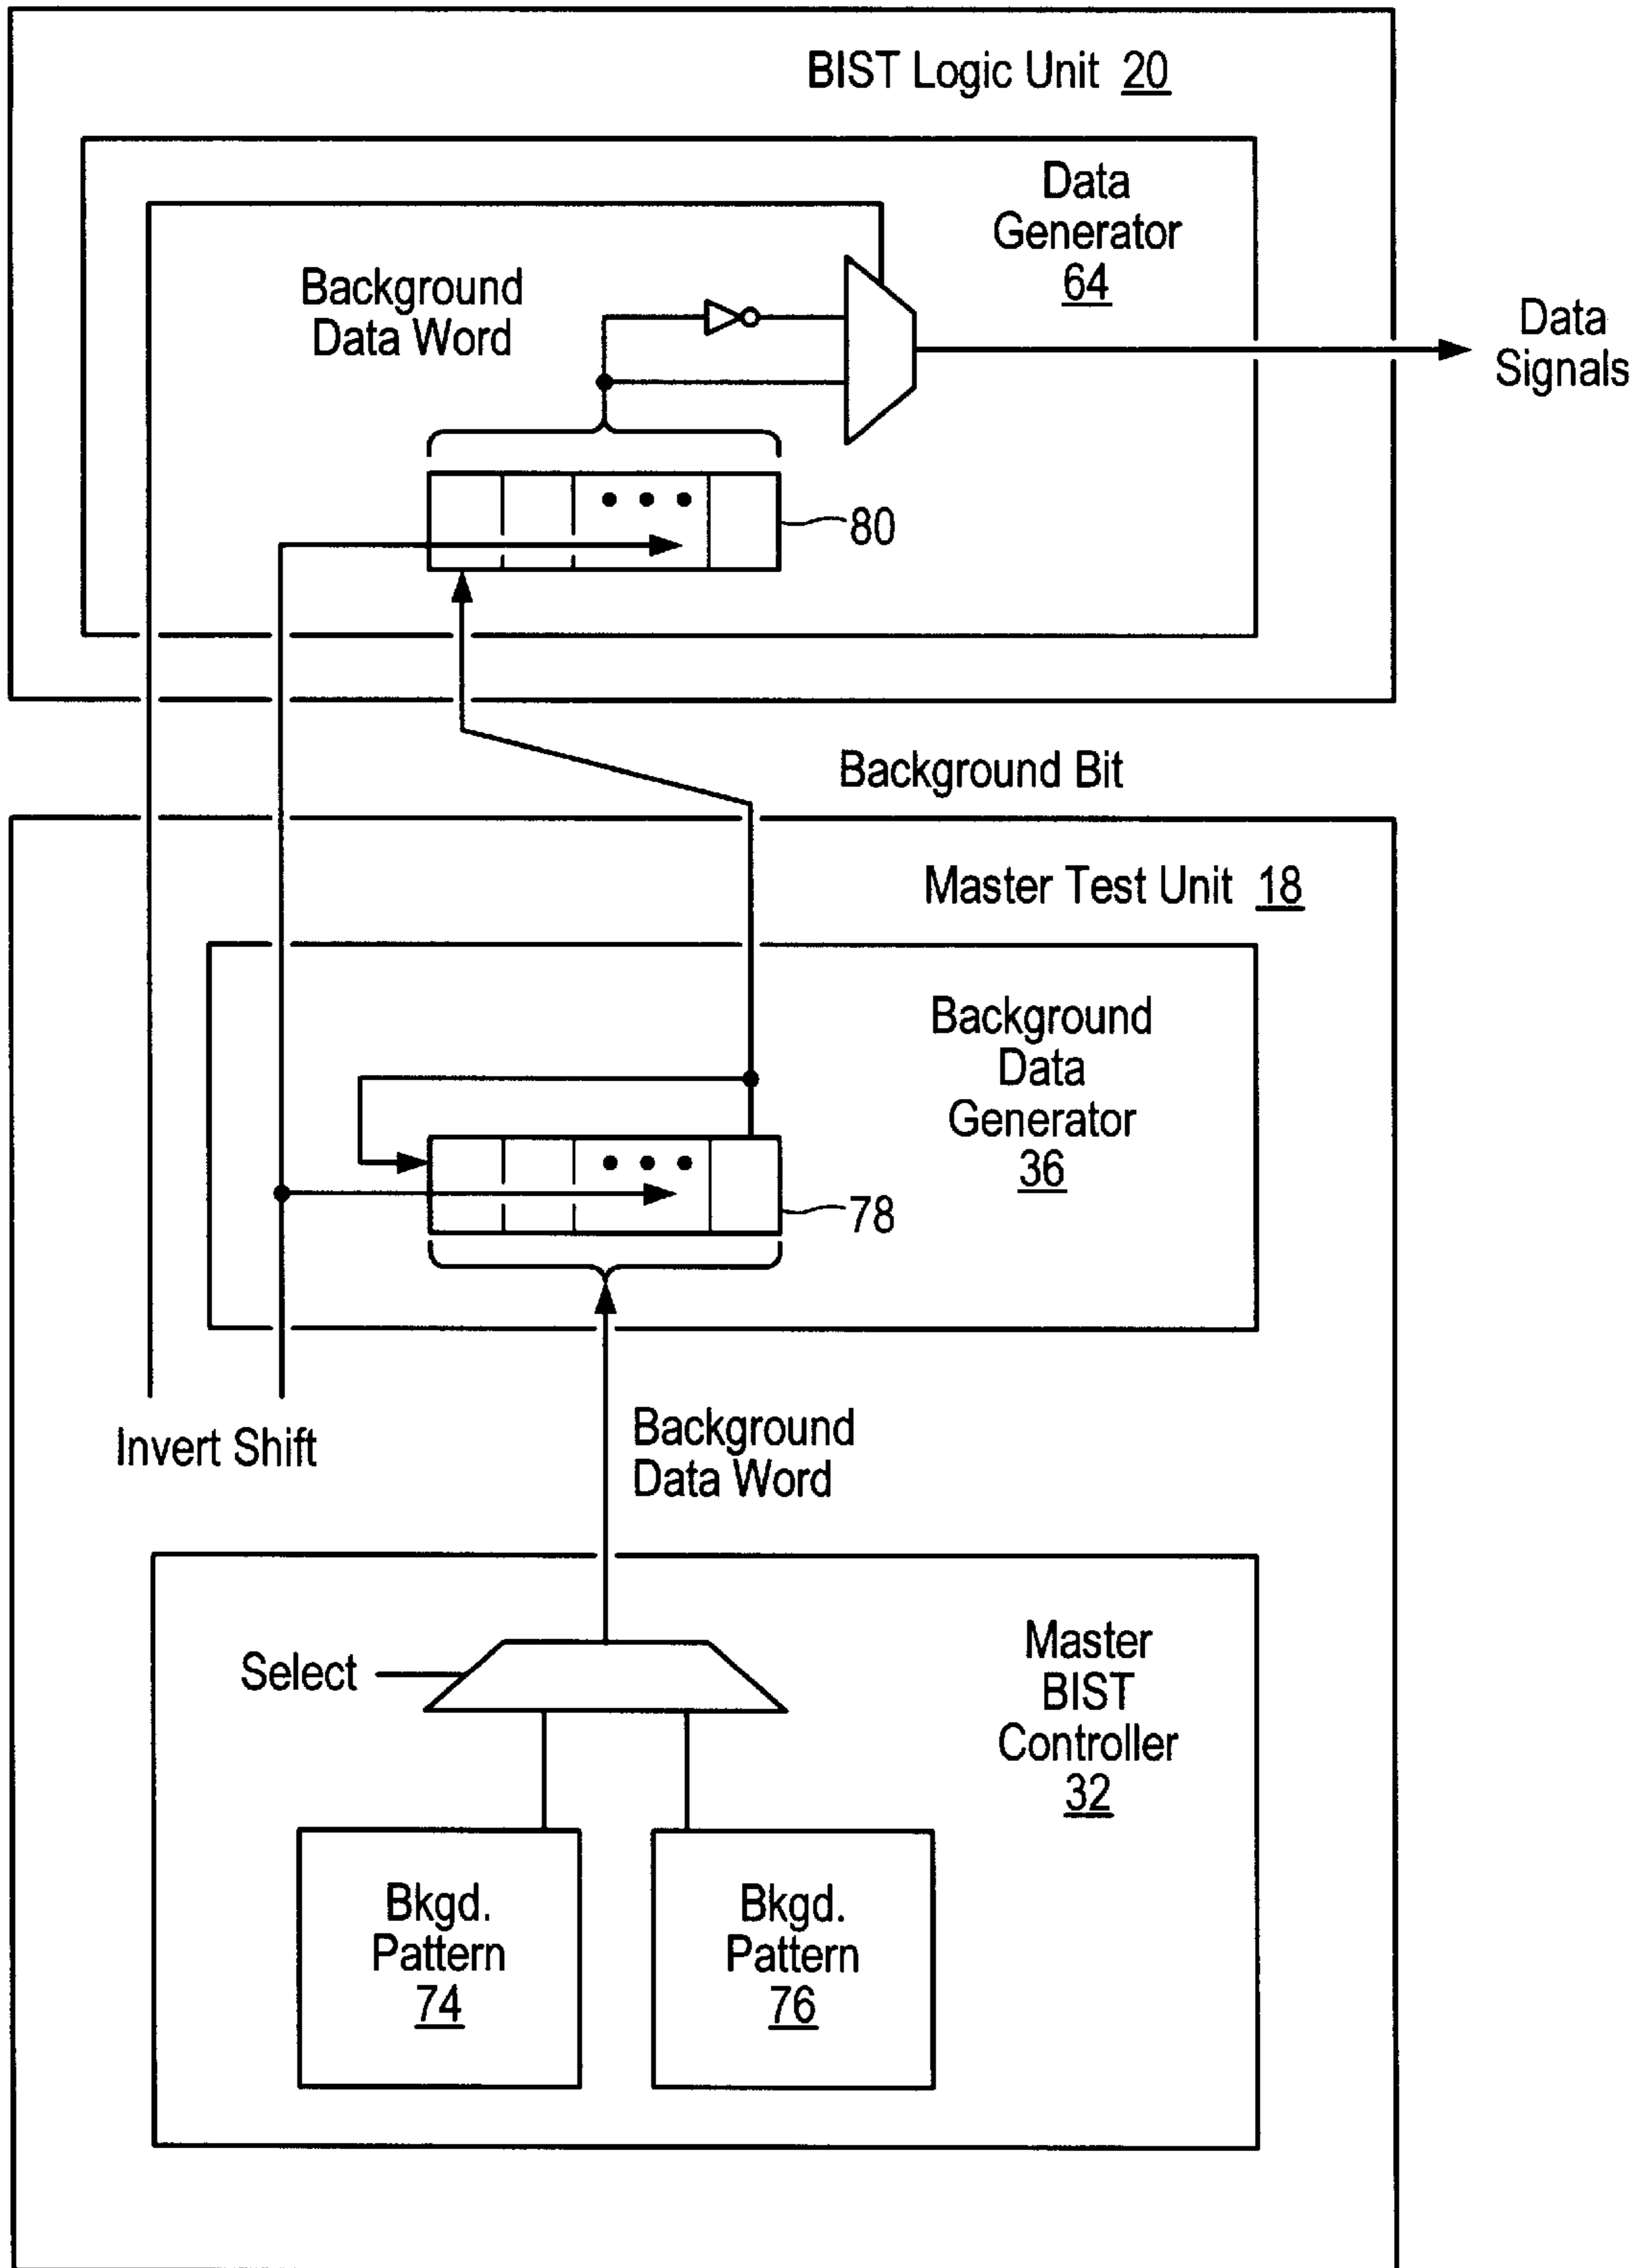 BIST Logic Unit 20
Data
Generator
64
Background
Data Word
Data
Signals
80
Background Bit
Master Test Unit 18
Background
Data
Generator
36
78
Invert Shift
Background
Data Word
Select
Master
BIST
Controller
32
Bkgd.
Pattern
74
Bkgd.
Pattern
76